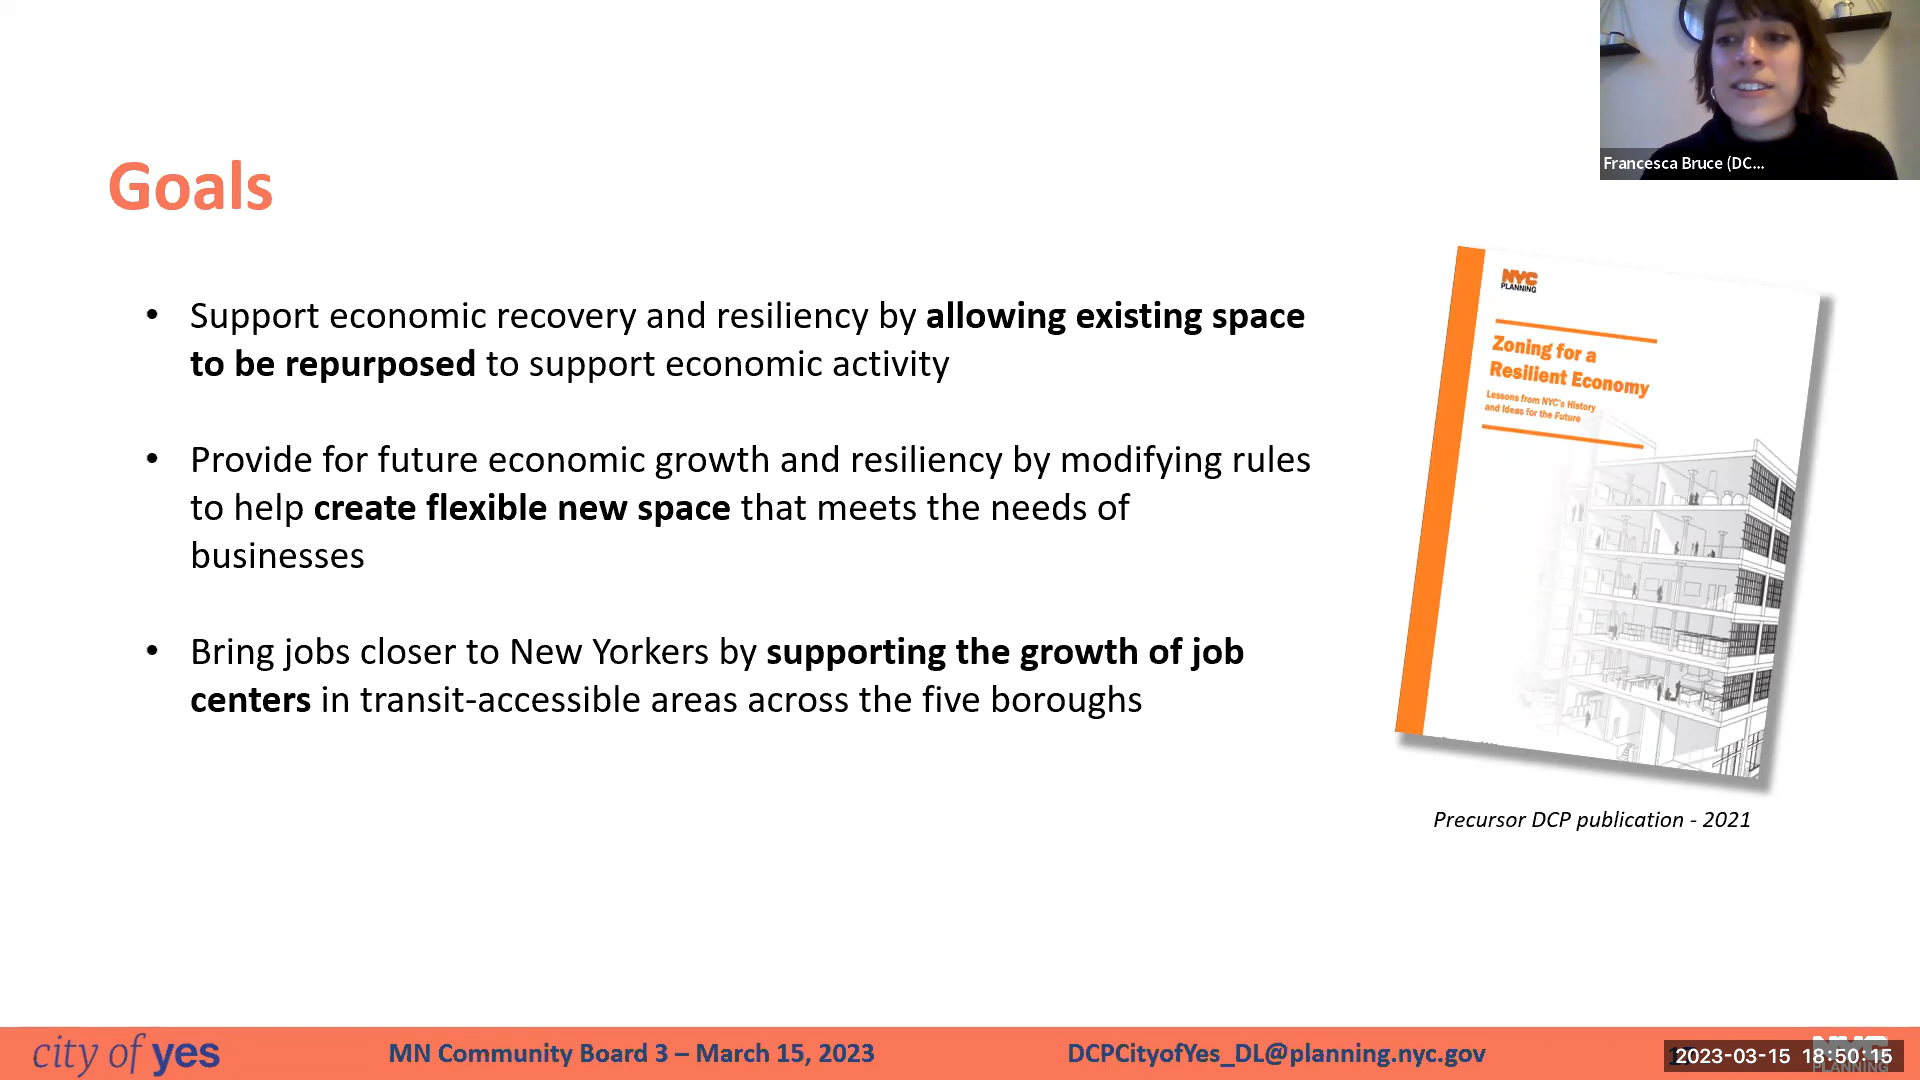 Francesca Bruce (DC...
Goals
• Support economic recovery and resiliency by allowing existing space
to be repurposed to support economic activity
• Provide for future economic growth and resiliency by modifying rules
to help create flexible new space that meets the needs of
businesses
• Bring jobs closer to New Yorkers by supporting the growth of job
centers in transit-accessible areas across the five boroughs
NYC
PLANNING
Zoning for a
Resilient Economy
Lessons from NYC's History
and Ideas for the Future
Precursor DCP publication - 2021
city of yes
MN Community Board 3 – March 15, 2023
DCPCityofYes_DL@planning.nyc.gov
2023-03-15 18:50:15
NYC
PLANNING